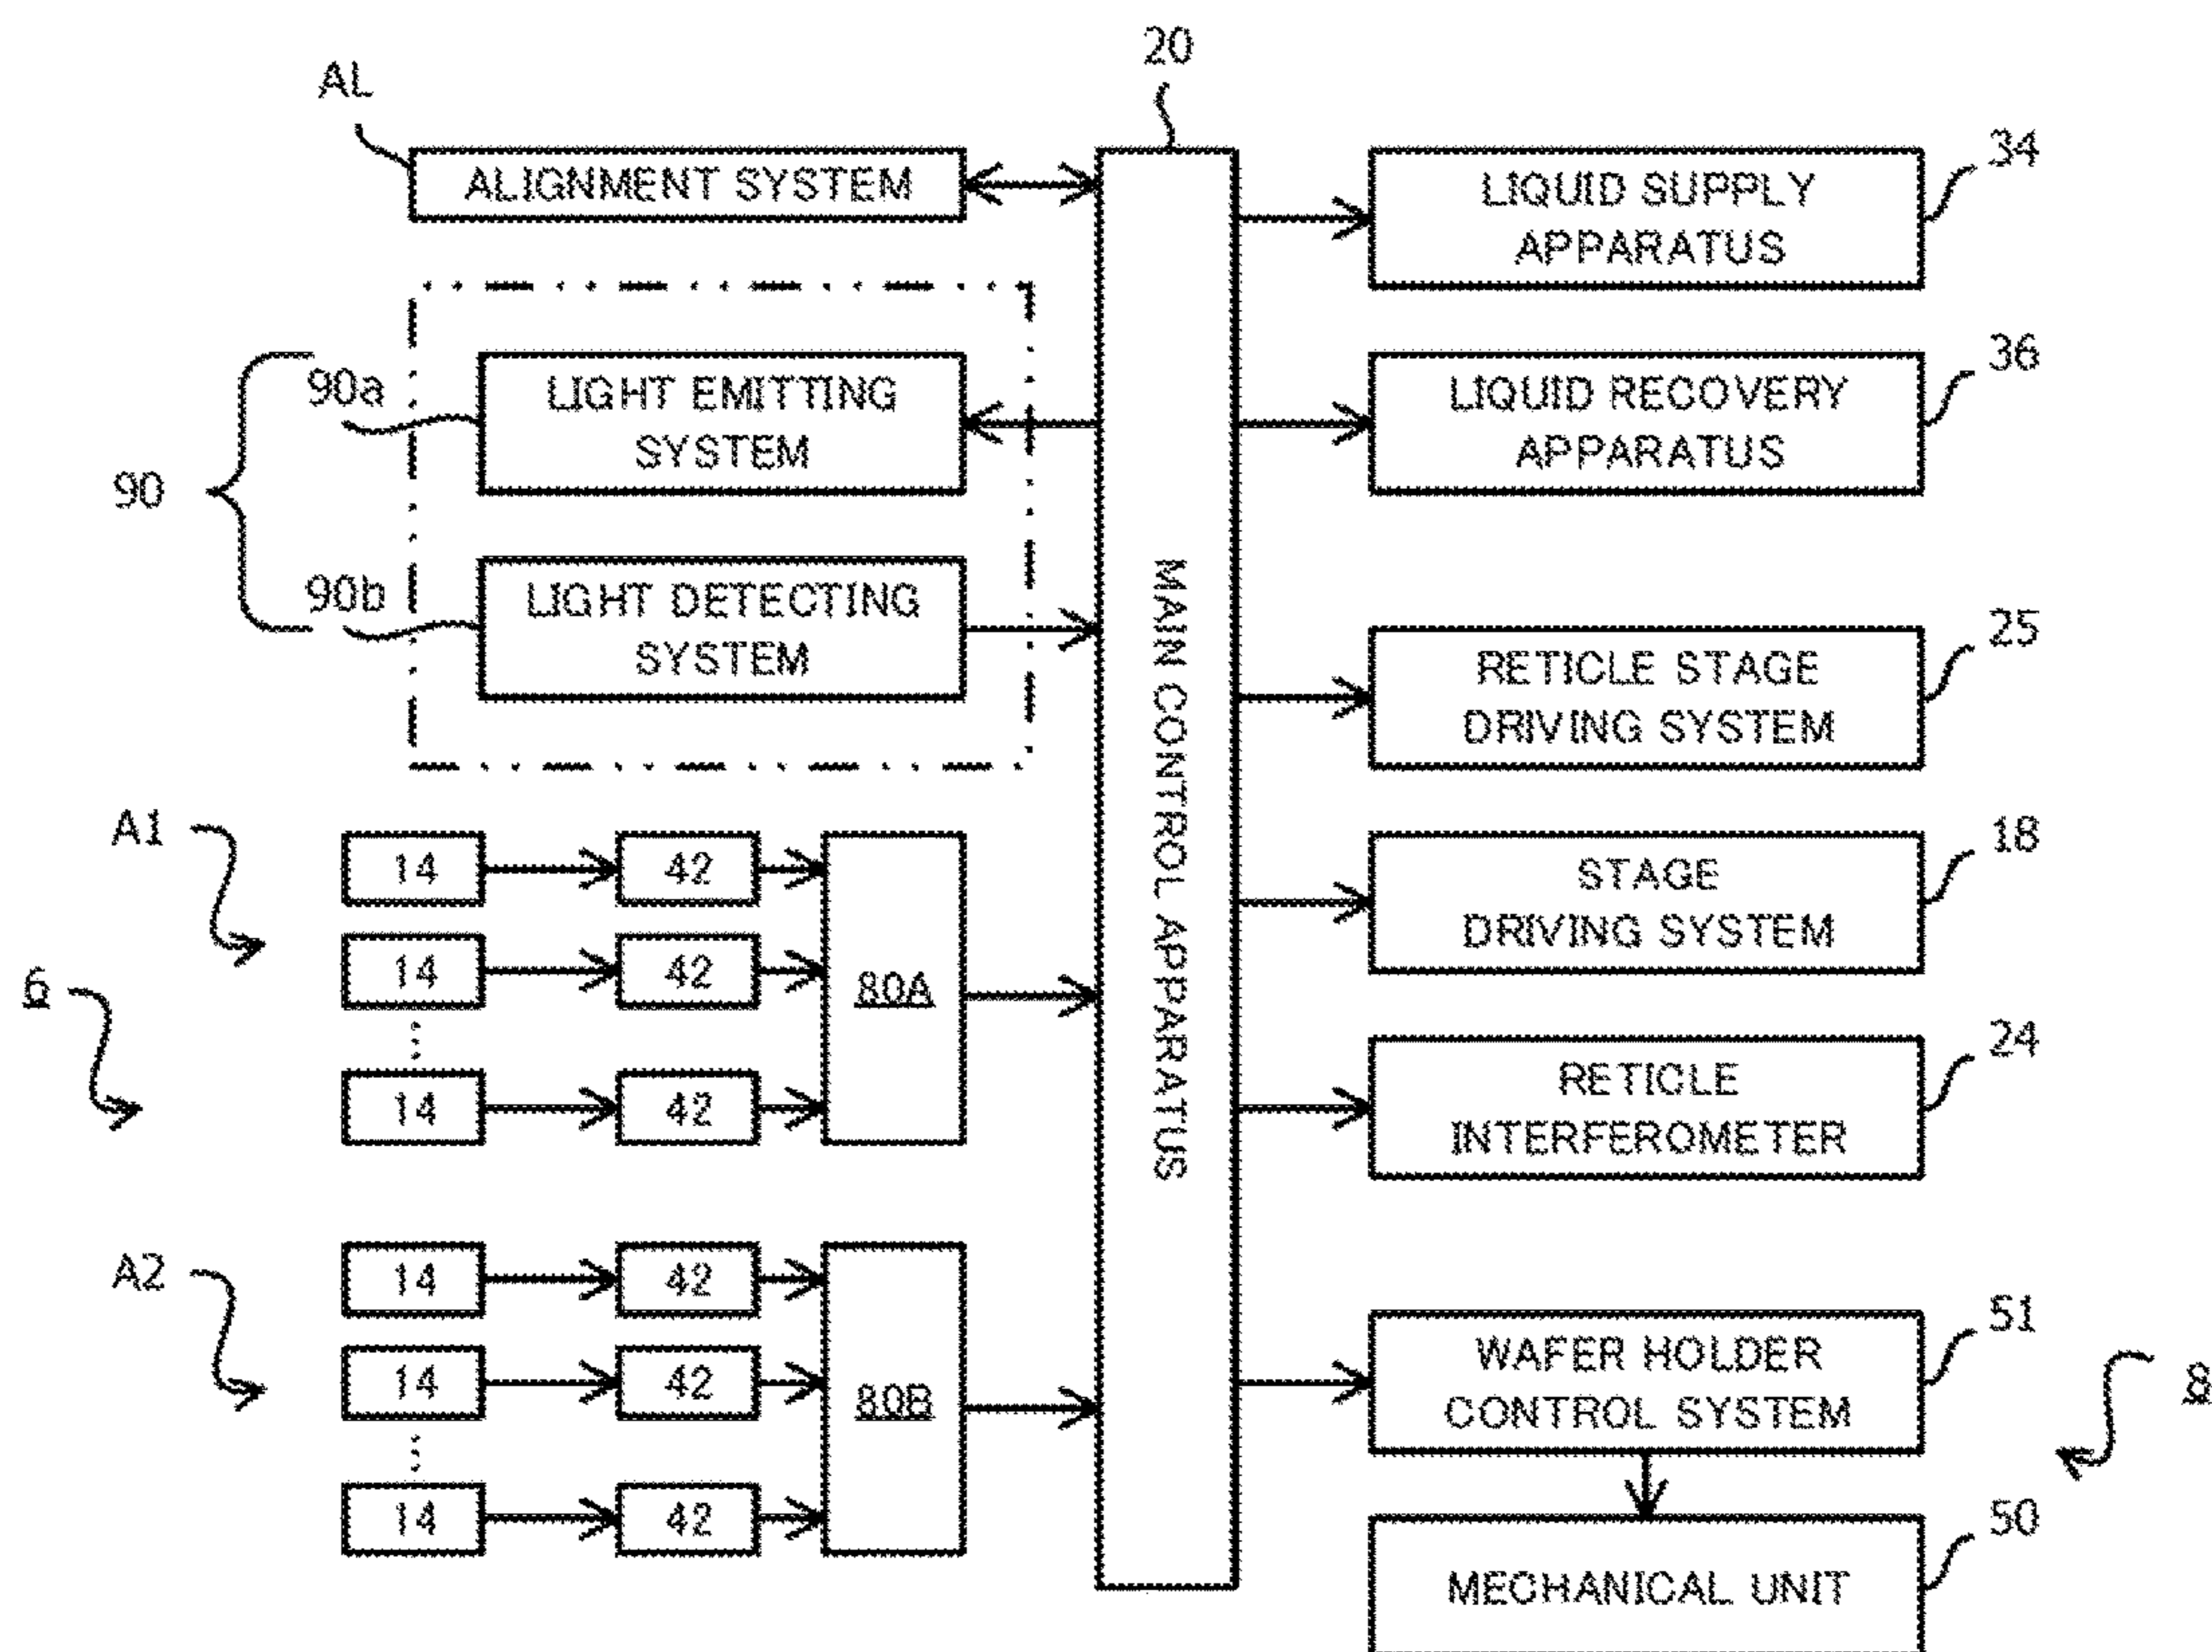 20
AL
ALIGNMENT SYSTEM
34
LIQUID SUPPLY
APPARATUS
90
90a
LIGHT EMITTING
SYSTEM
36
LIQUID RECOVERY
APPARATUS
90b
LIGHT DETECTING
SYSTEM
MAIN CONTROL APPARATUS
25
RETICLE STAGE
DRIVING SYSTEM
A1
14
42
14
42
14
42
80A
6
18
STAGE
DRIVING SYSTEM
24
RETICLE
INTERFEROMETER
A2
14
42
14
42
14
42
80B
51
WAFER HOLDER
CONTROL SYSTEM
8
50
MECHANICAL UNIT